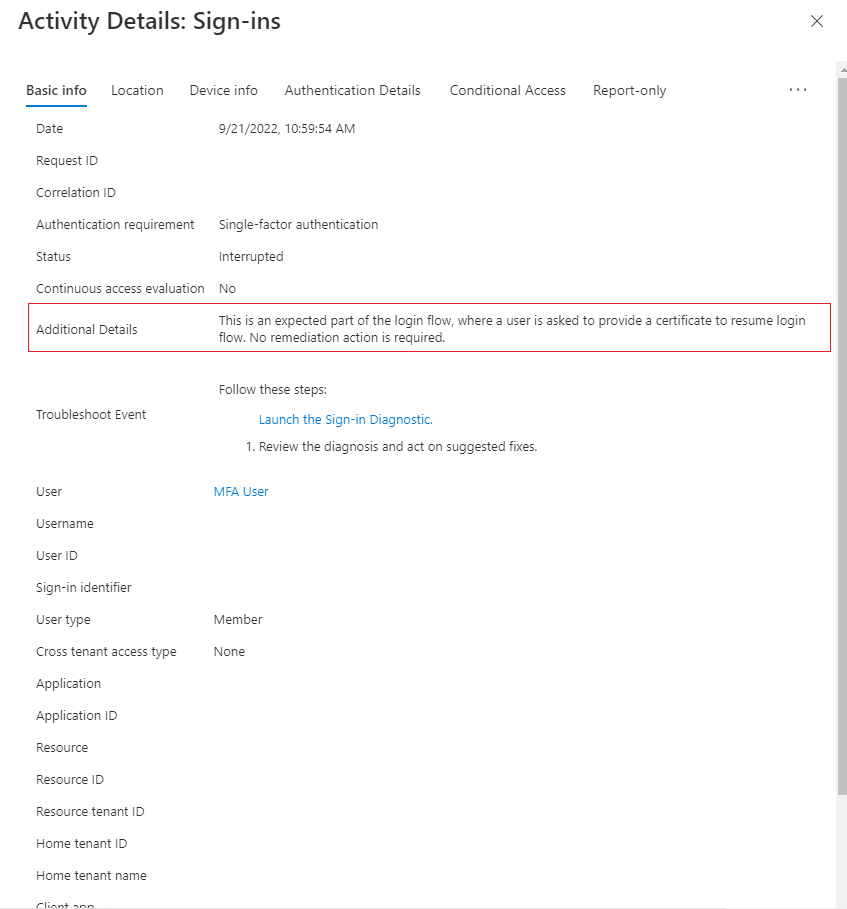 Activity Details: Sign-ins
Basic info Location Device info Authentication Details Conditional Access Report-only ...
Date 9/21/2022, 10:59:54 AM
Request ID
Correlation ID
Authentication requirement Single-factor authentication
Status Interrupted
Continuous access evaluation No
Additional Details This is an expected part of the login flow, where a user is asked to provide a certificate to resume login
flow. No remediation action is required.
Follow these steps:
Troubleshoot Event
Launch the Sign-in Diagnostic.
1. Review the diagnosis and act on suggested fixes.
User MFA User
Username
User ID
Sign-in identifier
User type Member
Cross tenant access type None
Application
Application ID
Resource
Resource ID
Resource tenant ID
Home tenant ID
Home tenant name
Client app